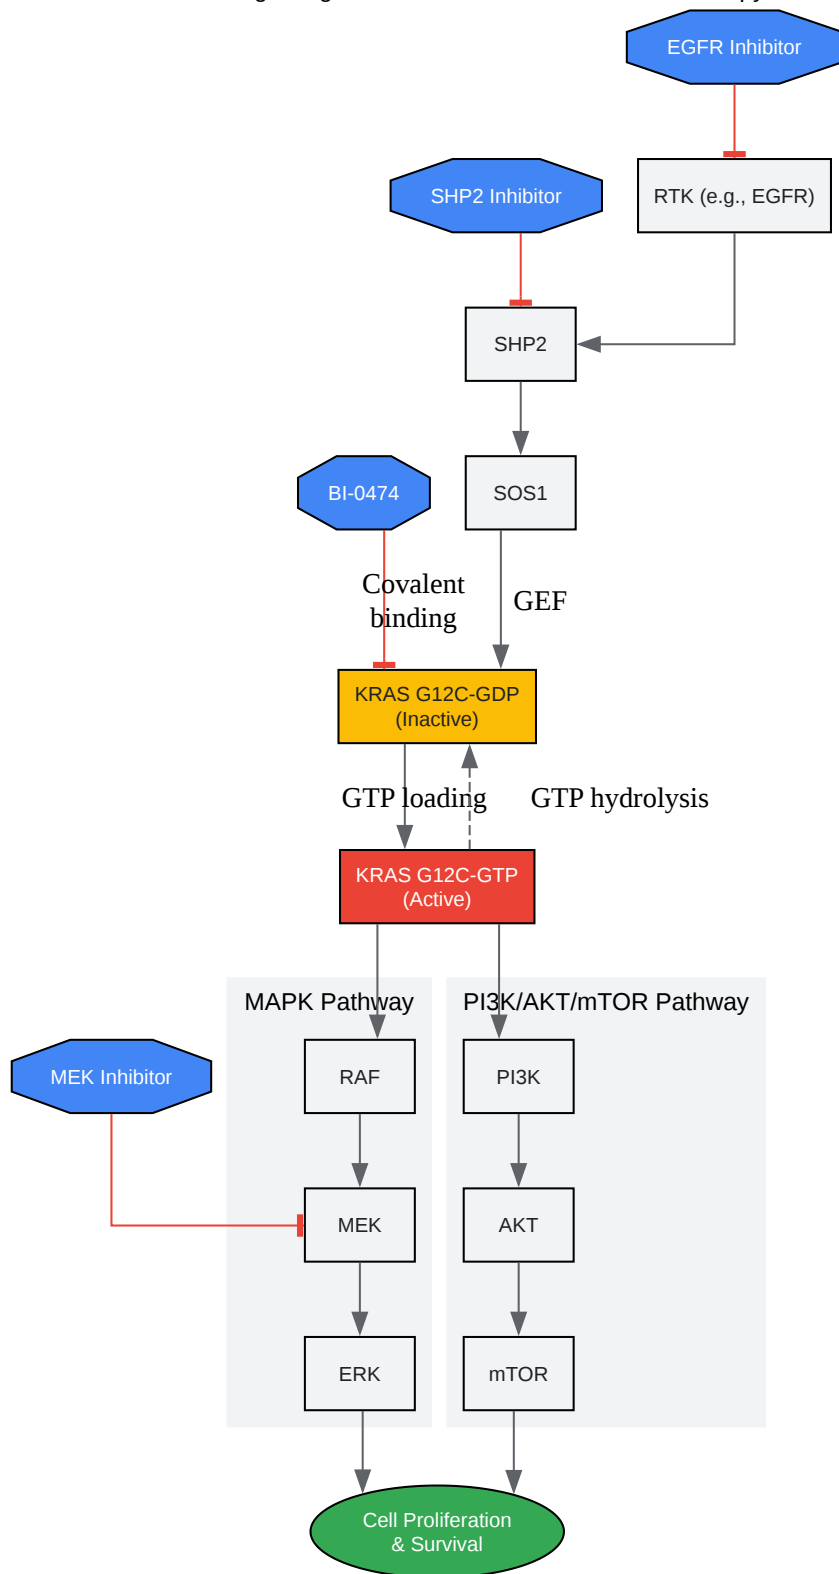 EGFR Inhibitor
SHP2 Inhibitor
RTK (e.g., EGFR)
SHP2
BI-0474
SOS1
Covalent
binding
GEF
KRAS G12C-GDP
(Inactive)
GTP loading
GTP hydrolysis
KRAS G12C-GTP
(Active)
MAPK Pathway
PI3K/AKT/mTOR Pathway
MEK Inhibitor
RAF
PI3K
MEK
AKT
ERK
mTOR
Cell Proliferation
& Survival